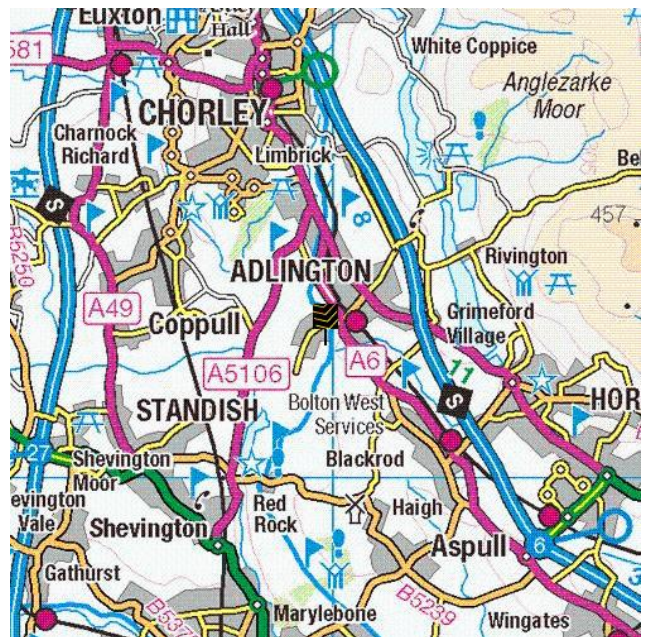 Euxton
Hall
581
White Coppice
Anglezarke
Moor
CHORLEY
Charnock
Richard
Limbrick
Bel
S
8
457
B5250
Rivington
ADLINGTON
A49
Coppull
Grimeford
Village
A6
A5106
11
S
HOR
STANDISH
Bolton West
Services
27
Shevington
Moor
Blackrod
evington
Vale
Red
Rock
Haigh
Shevington
Aspull
6
Gathurst
B537
Marylebone
B5239
Wingates